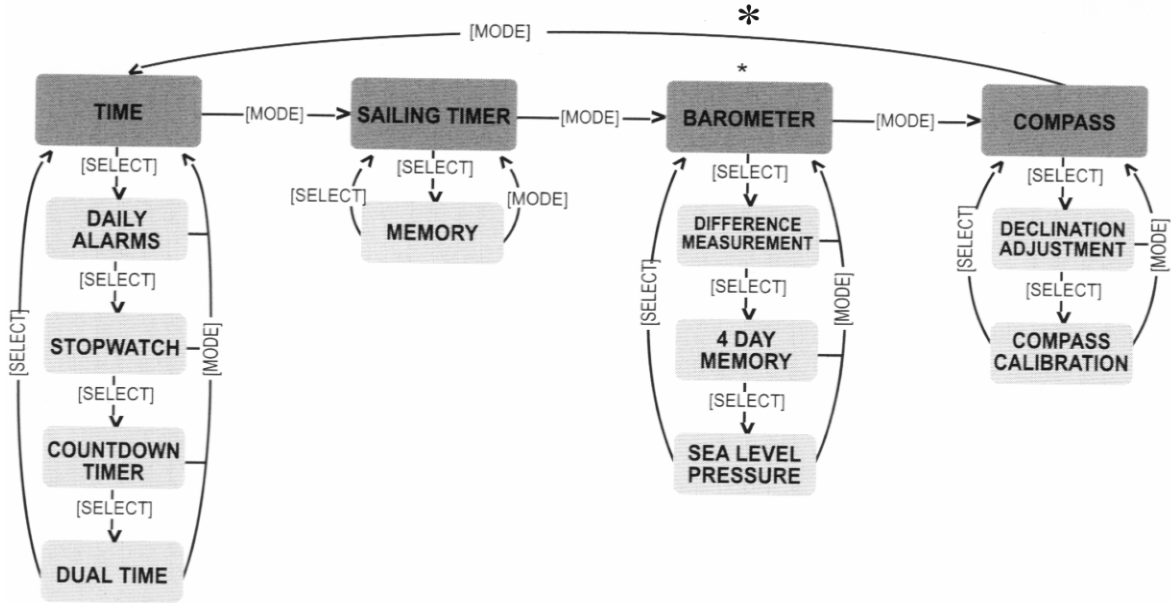 *
[MODE]
*
TIME
[MODE]
SAILING TIMER
[MODE]
BAROMETER
[MODE]
COMPASS
[SELECT]
DAILY
ALARMS
[SELECT]
STOPWATCH
[SELECT]
COUNTDOWN
TIMER
[SELECT]
DUAL TIME
[SELECT]
[MODE]
[SELECT]
[SELECT]
[MODE]
MEMORY
[SELECT]
DIFFERENCE
MEASUREMENT
[SELECT]
4 DAY
MEMORY
[SELECT]
SEA LEVEL
PRESSURE
[SELECT]
[MODE]
[SELECT]
DECLINATION
ADJUSTMENT
[SELECT]
COMPASS
CALIBRATION
[SELECT]
[MODE]